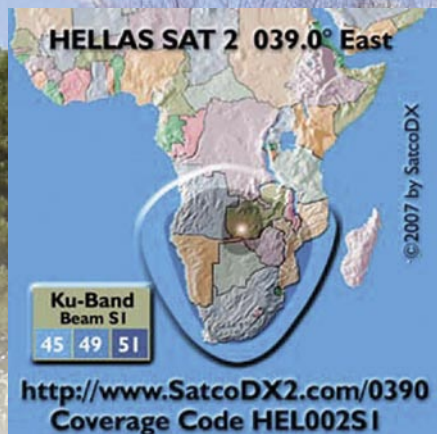 HELLAS SAT 2 039.0° East
©2007 by SatcoDX
Ku-Band
Beam S1
45 49 51
http://www.SatcoDX2.com/0390
Coverage Code HEL002S1